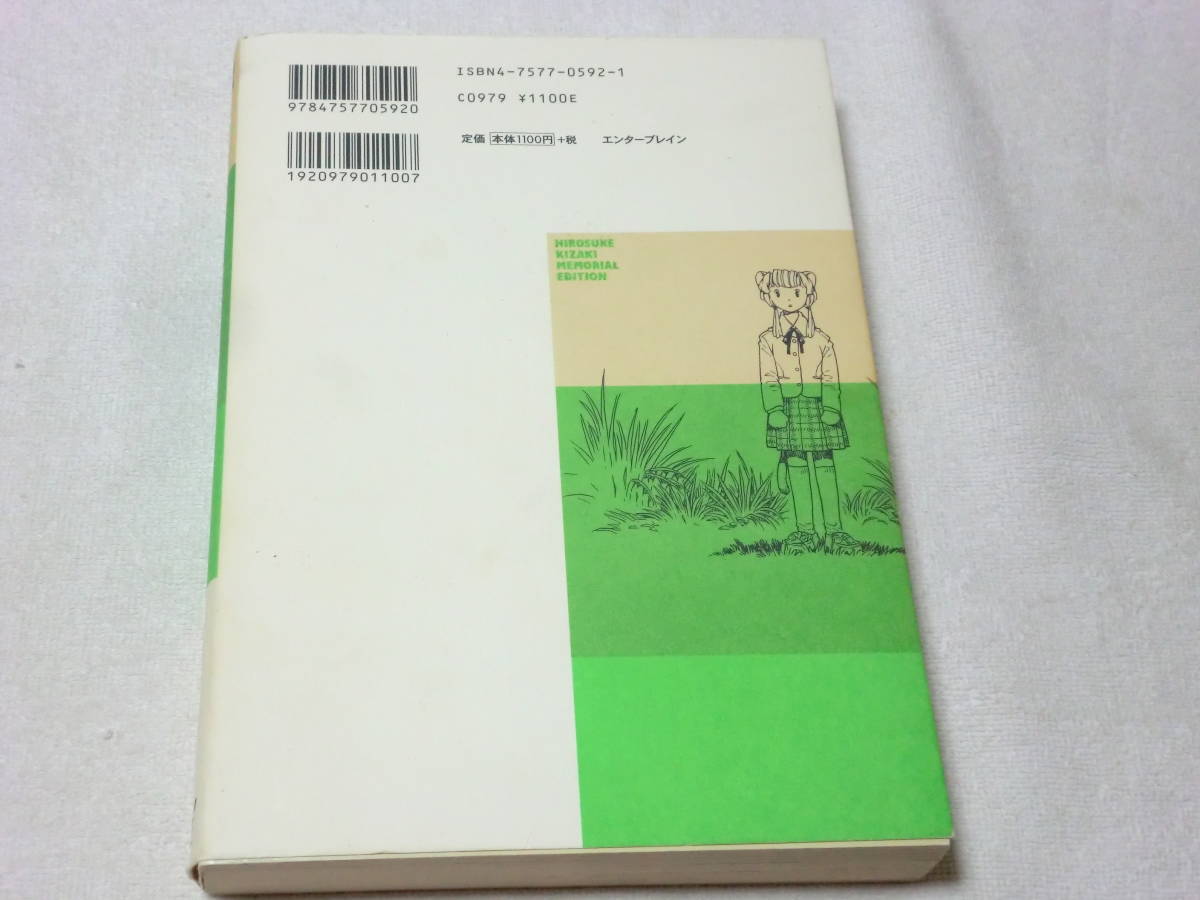 9784757705920
ISBN4-7577-0592-1
C0979 ¥1100E
1920979011007
定価 本体1100円+税 エンターブレイン
HIROSUKE
KIZAKI
MEMORIAL
EDITION